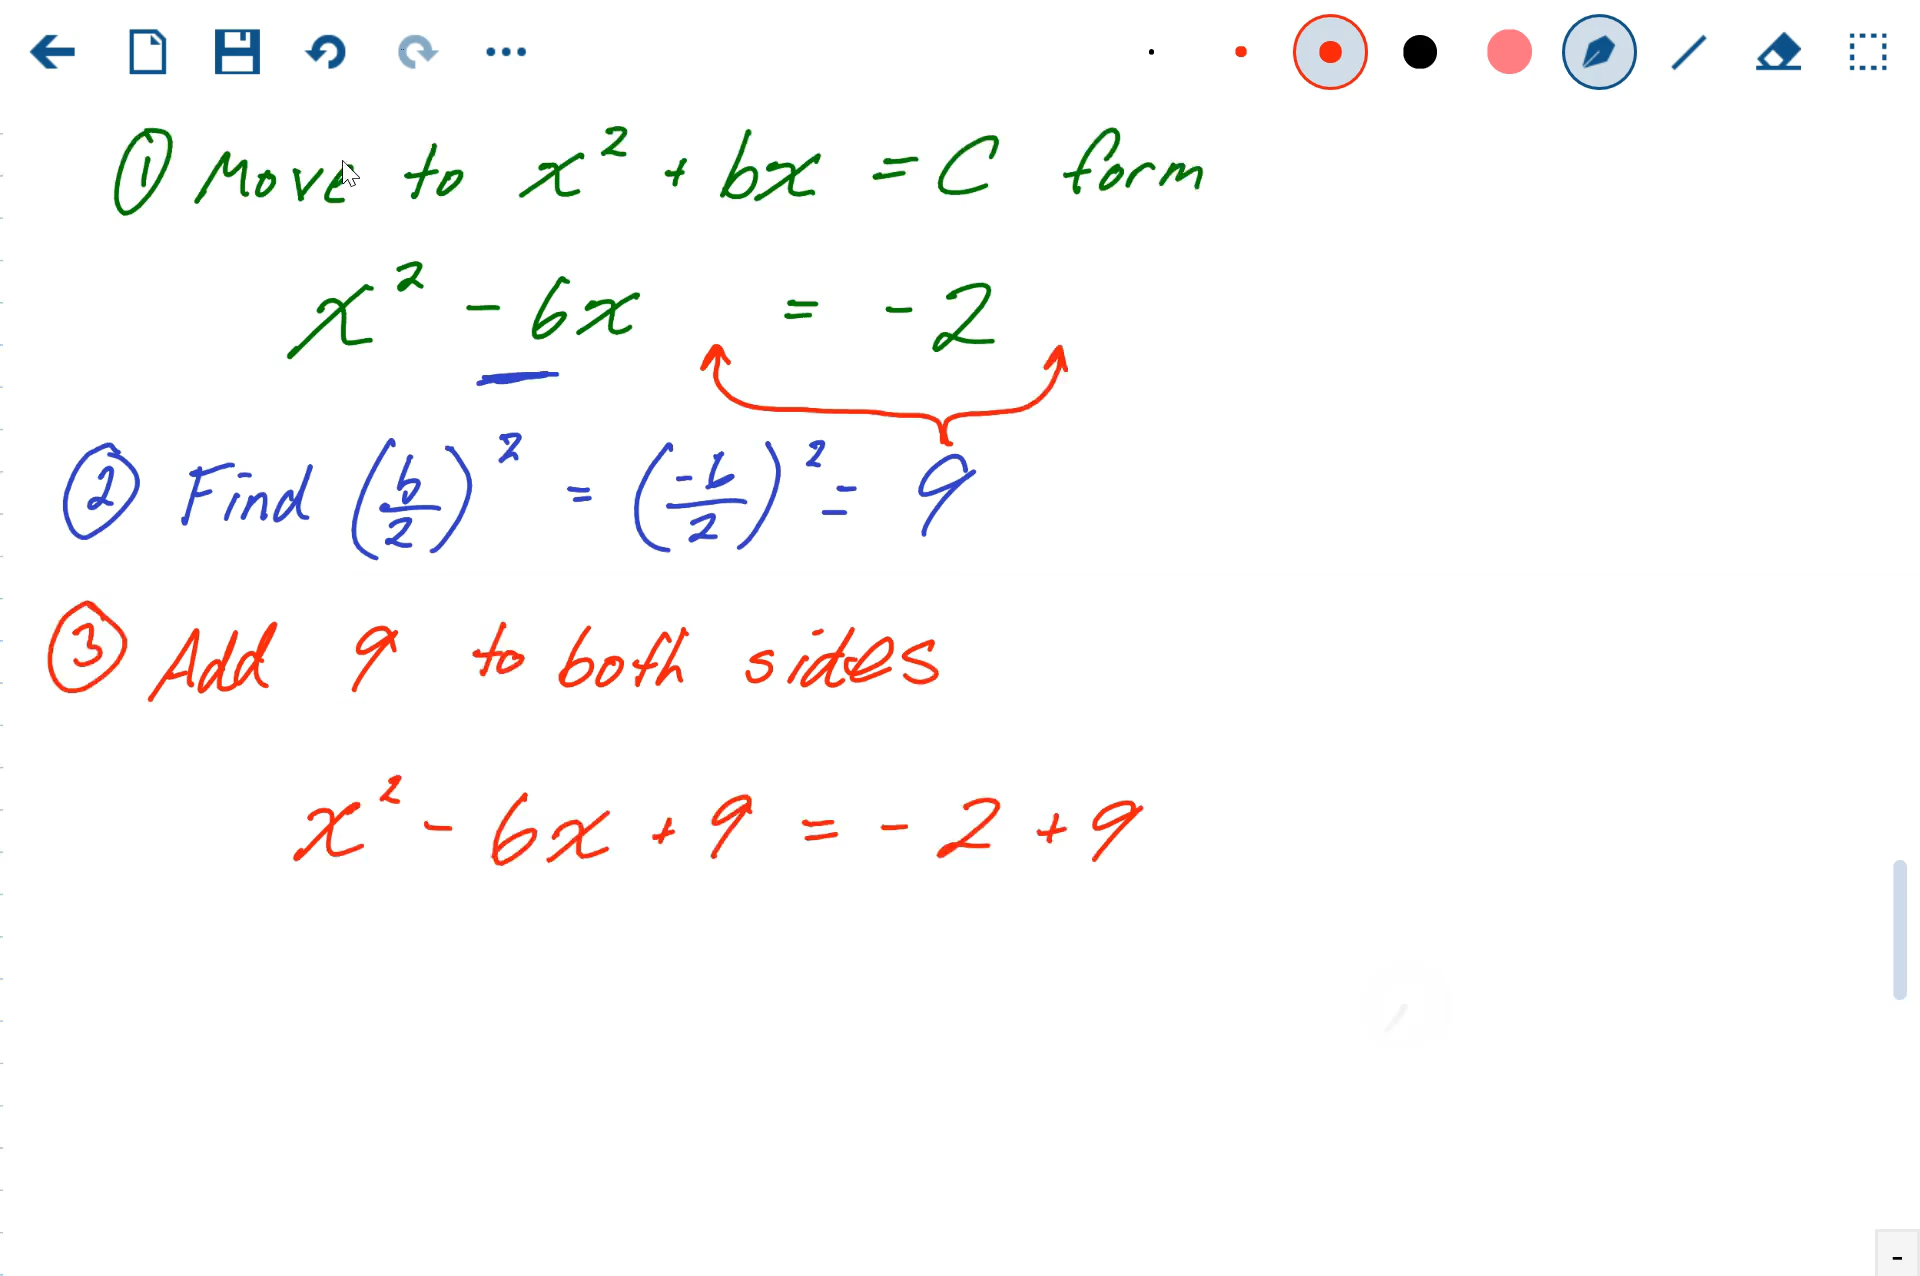 ① Move to x² + bx = C form
x² - 6x = -2
② Find (b/2)² = (-6/2)² = 9
③ Add 9 to both sides
x² - 6x + 9 = -2 + 9